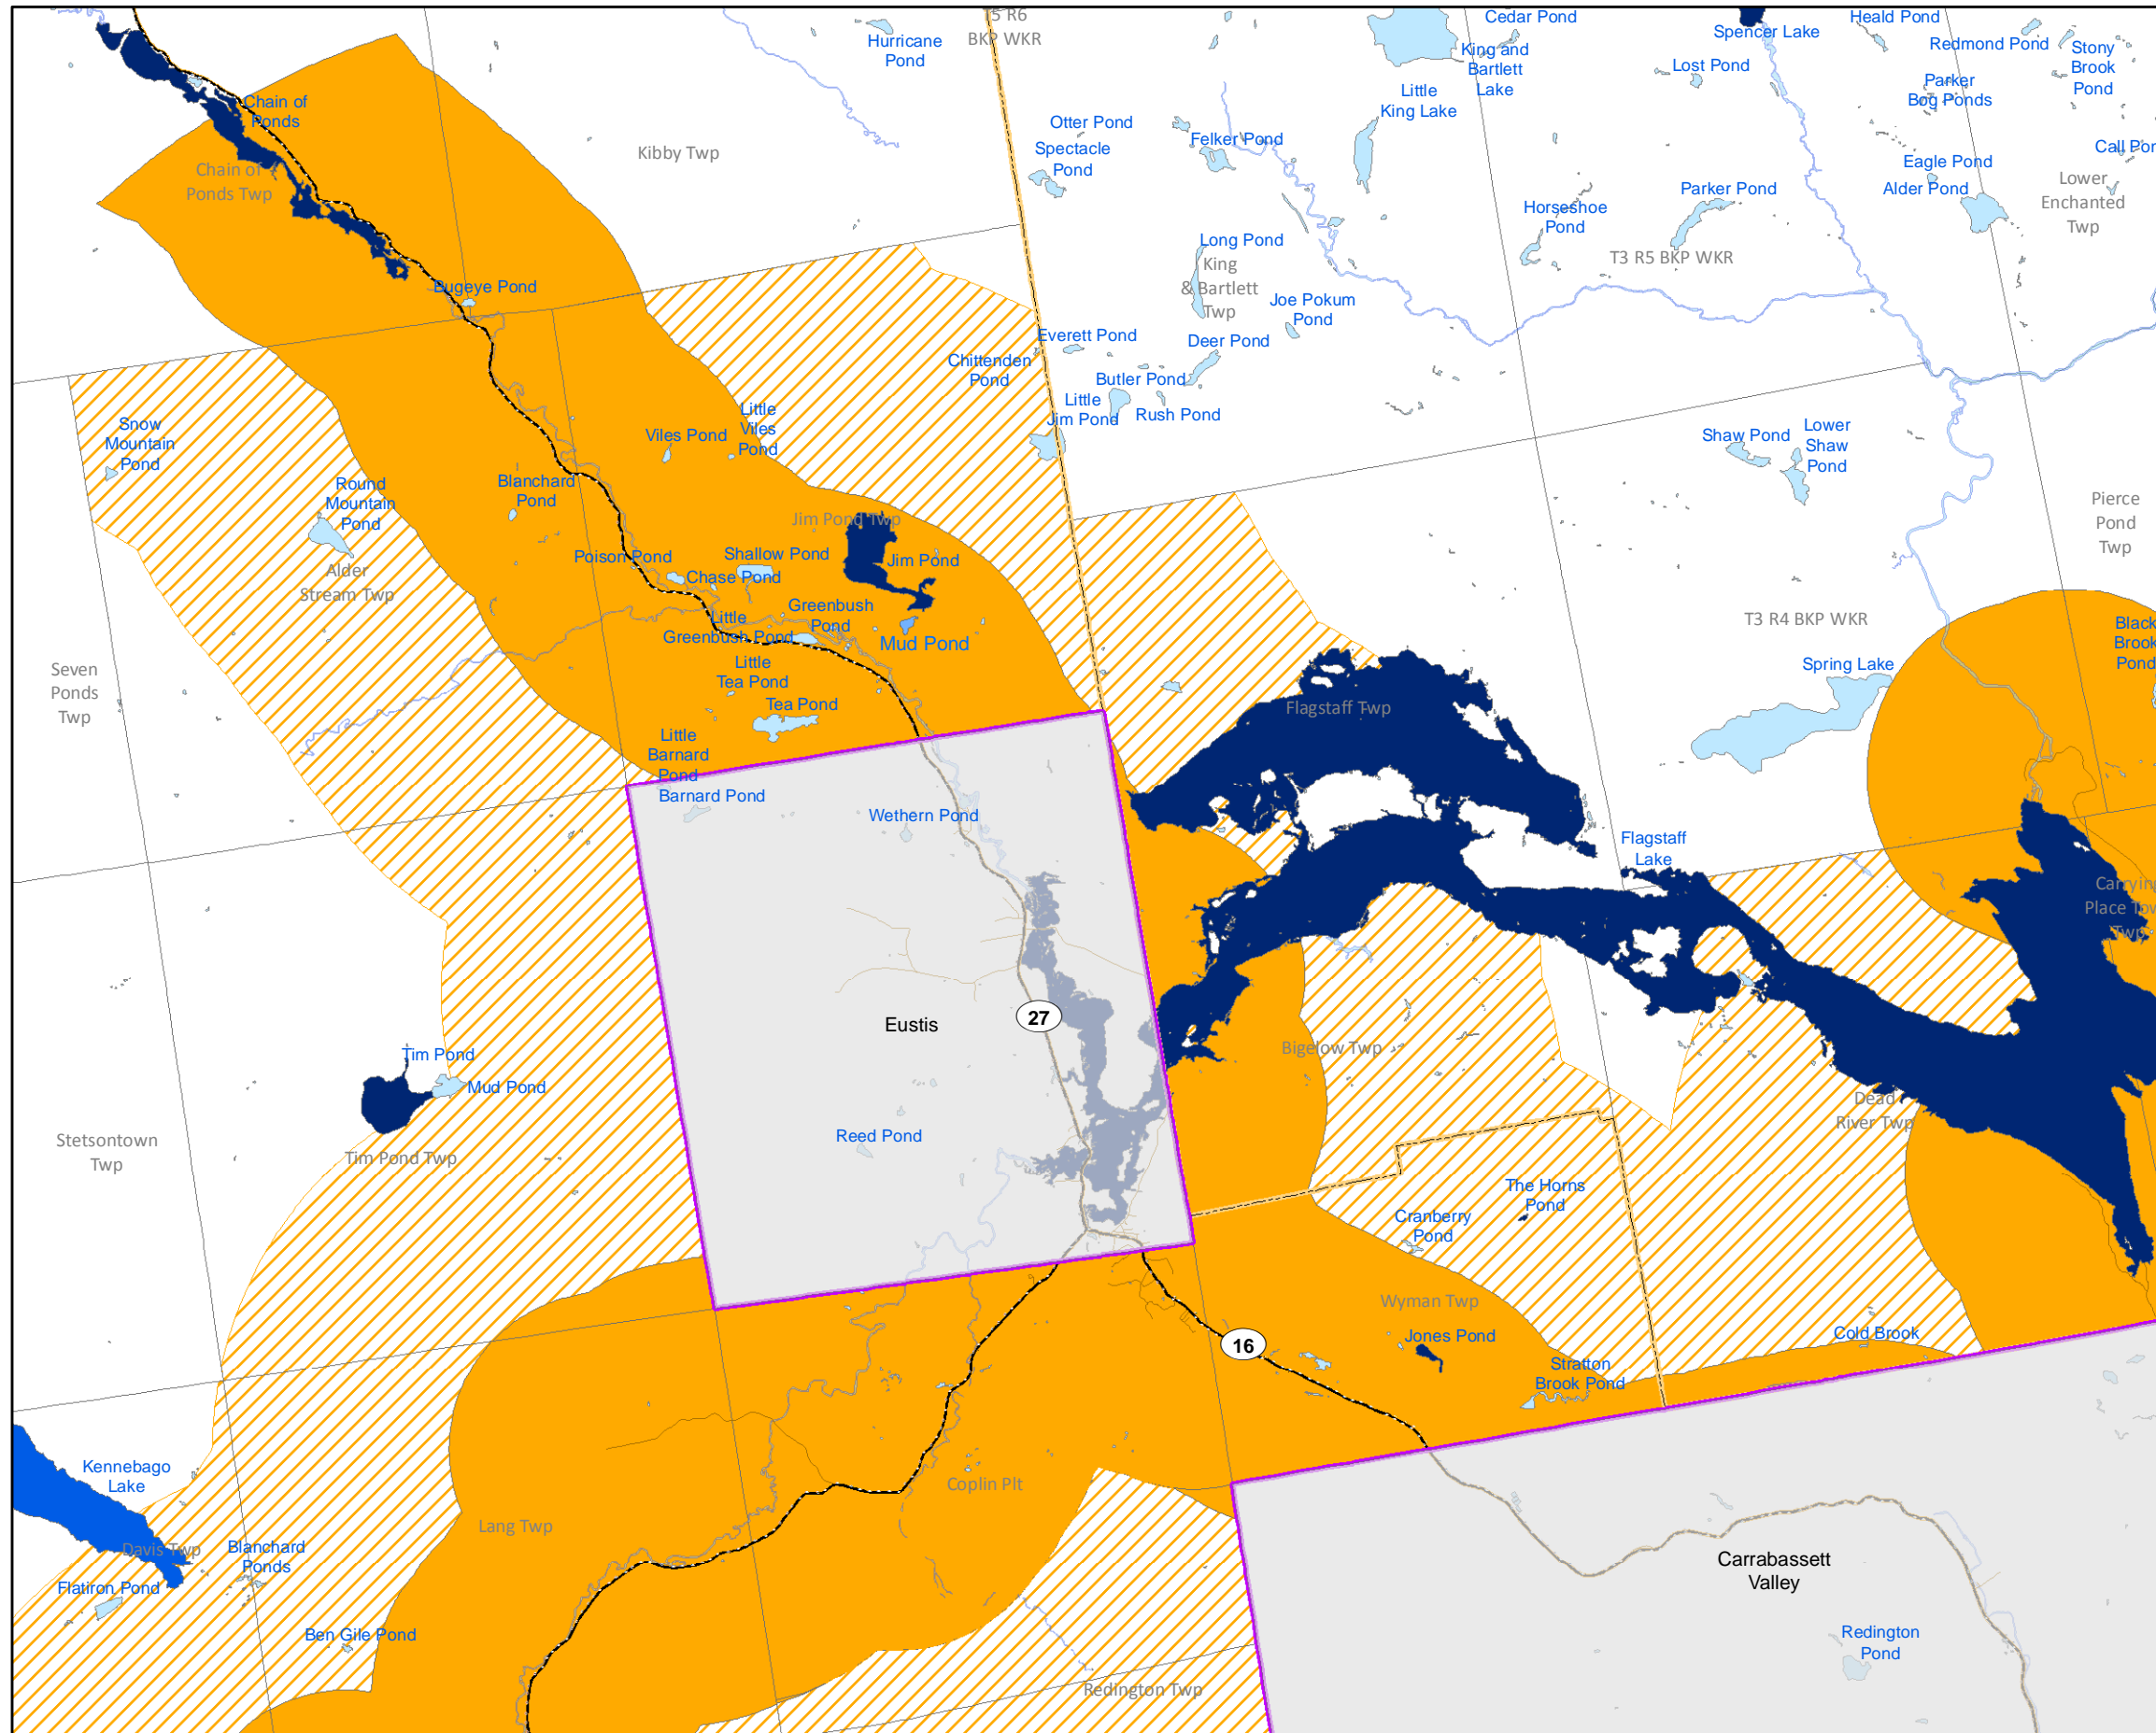 5 R6
BKP WKR
Hurricane
Pond
Cedar Pond
King and
Bartlett
Lake
Spencer Lake
Heald Pond
Redmond Pond
Stony
Brook
Pond
Lost Pond
Parker
Bog Ponds
Little
King Lake
Chain of
Ponds
Otter Pond
Spectacle
Pond
Felker Pond
Kibby Twp
Chain of
Ponds Twp
Eagle Pond
Alder Pond
Lower
Enchanted
Twp
Parker Pond
Horseshoe
Pond
T3 R5 BKP WKR
Long Pond
King
& Bartlett
Twp
Joe Pokum
Pond
Bugeye Pond
Everett Pond
Deer Pond
Chittenden
Pond
Butler Pond
Little
Jim Pond
Rush Pond
Snow
Mountain
Pond
Little
Viles
Pond
Viles Pond
Shaw Pond
Lower
Shaw
Pond
Blanchard
Pond
Round
Mountain
Pond
Pierce
Pond
Twp
Jim Pond Twp
Poison Pond
Shallow Pond
Jim Pond
Chase Pond
Alder
Stream Twp
Greenbush
Pond
Little
Greenbush Pond
Mud Pond
T3 R4 BKP WKR
Black
Brook
Pond
Little
Tea Pond
Spring Lake
Seven
Ponds
Twp
Tea Pond
Flagstaff Twp
Little
Barnard
Pond
Barnard Pond
Wethern Pond
Flagstaff
Lake
Carrying
Place Tow
Twp
27
Eustis
Bigelow Twp
Tim Pond
Mud Pond
Dead
River Twp
Reed Pond
Stetsontown
Twp
Tim Pond Twp
The Horns
Pond
Cranberry
Pond
Wyman Twp
16
Jones Pond
Cold Brook
Stratton
Brook Pond
Kennebago
Lake
Coplin Plt
Lang Twp
Davis Twp
Blanchard
Ponds
Flatiron Pond
Carrabassett
Valley
Ben Gile Pond
Redington
Pond
Redington Twp